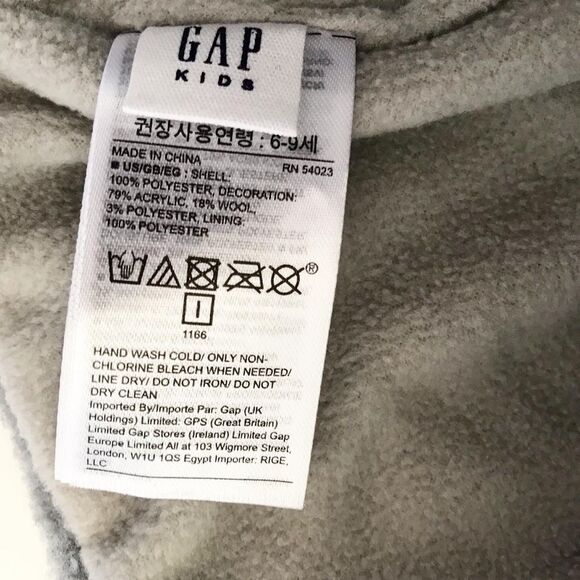 GAP
KIDS
권장사용연령 : 6-9세
MADE IN CHINA RN 54023
■ US/GB/EG : SHELL:
100% POLYESTER, DECORATION:
79% ACRYLIC, 18% WOOL,
3% POLYESTER, LINING:
100% POLYESTER
®
1166
HAND WASH COLD/ ONLY NON-
CHLORINE BLEACH WHEN NEEDED/
LINE DRY/ DO NOT IRON/ DO NOT
DRY CLEAN
Imported By/Importe Par: Gap (UK
Holdings) Limited: GPS (Great Britain)
Limited Gap Stores (Ireland) Limited Gap
Europe Limited All at 103 Wigmore Street,
London, W1U 1QS Egypt Importer: RIGE,
LLC